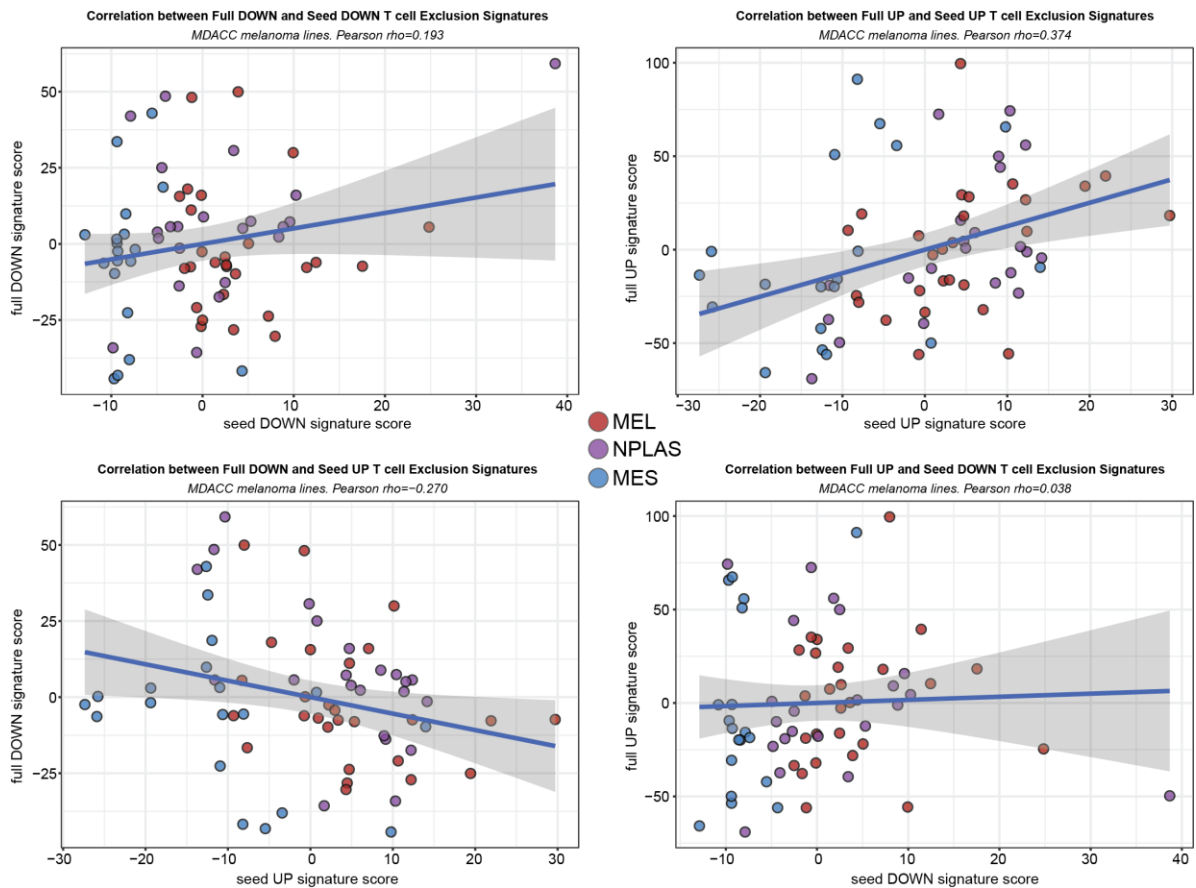 Correlation between Full DOWN and Seed DOWN T cell Exclusion Signatures
MDACC melanoma lines. Pearson rho=0.193
full DOWN signature score
50
25
0
−25
−10
0
10
20
30
40
seed DOWN signature score
Correlation between Full UP and Seed UP T cell Exclusion Signatures
MDACC melanoma lines. Pearson rho=0.374
full UP signature score
100
50
0
−50
−30
−20
−10
0
10
20
30
seed UP signature score
MEL
NPLAS
MES
Correlation between Full DOWN and Seed UP T cell Exclusion Signatures
MDACC melanoma lines. Pearson rho=−0.270
full DOWN signature score
50
25
0
−25
−30
−20
−10
0
10
20
30
seed UP signature score
Correlation between Full UP and Seed DOWN T cell Exclusion Signatures
MDACC melanoma lines. Pearson rho=0.038
full UP signature score
100
50
0
−50
−10
0
10
20
30
40
seed DOWN signature score